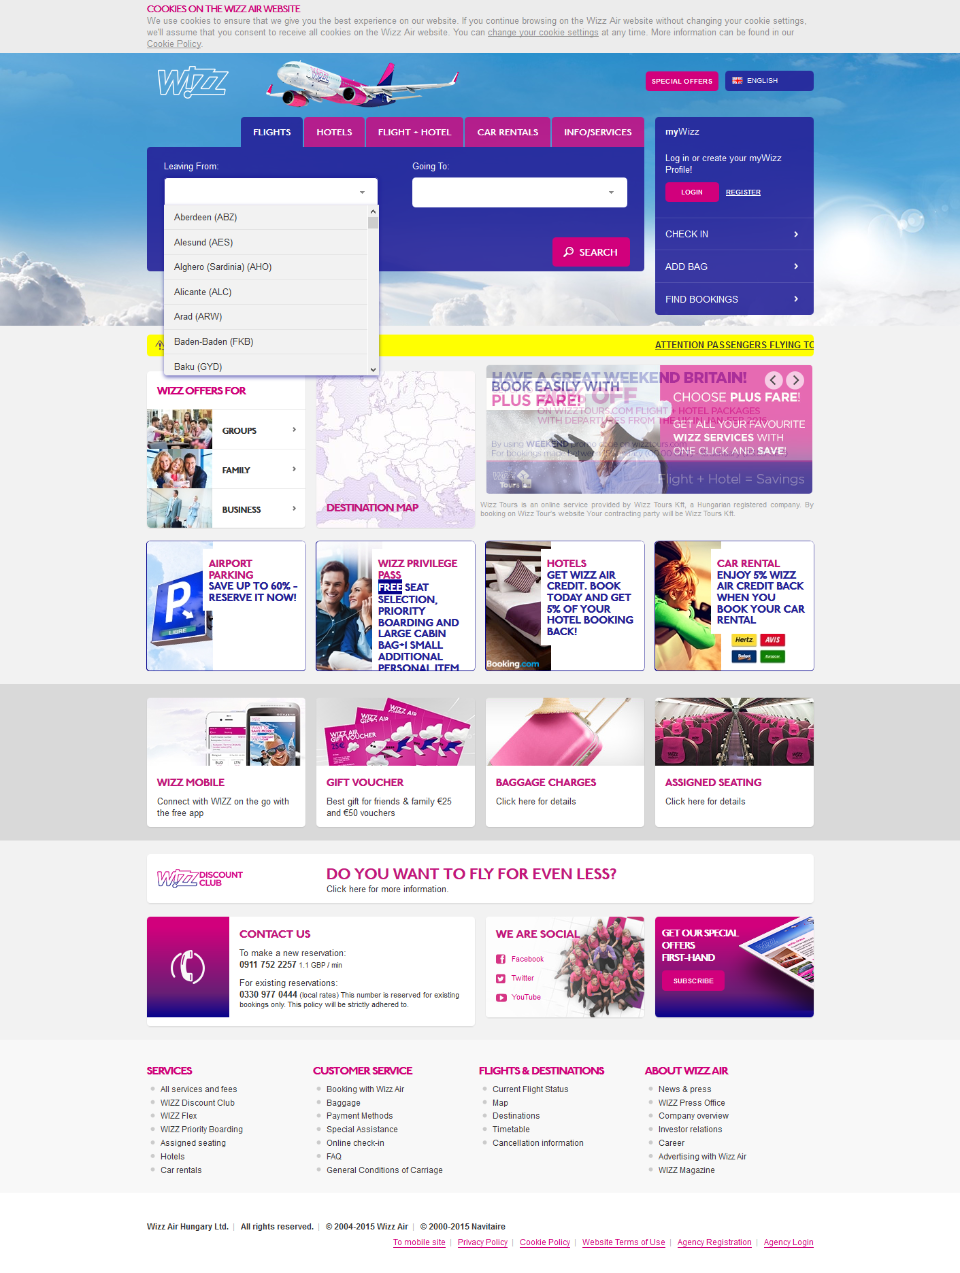 COOKIES ON THE WIZZ AIR WEBSITE
We use cookies to ensure that we give you the best experience on our website. If you continue browsing on the Wizz Air website without changing your cookie settings,
we'll assume that you consent to receive all cookies on the Wizz Air website. You can change your cookie settings at any time. More information can be found in our
Cookie Policy.
WIZZ
SPECIAL OFFERS
ENGLISH
FLIGHTS
HOTELS
FLIGHT + HOTEL
CAR RENTALS
INFO/SERVICES
Leaving From:
Going To:
Aberdeen (ABZ)
Alesund (AES)
Alghero (Sardinia) (AHO)
Alicante (ALC)
Arad (ARW)
Baden-Baden (FKB)
Baku (GYD)
SEARCH
myWizz
Log in or create your myWizz
Profile!
LOGIN
REGISTER
CHECK IN
ADD BAG
FIND BOOKINGS
ATTENTION PASSENGERS FLYING TO
WIZZ OFFERS FOR
GROUPS
FAMILY
BUSINESS
DESTINATION MAP
HAVE A GREAT WEEKEND BRITAIN!
BOOK EASILY WITH
PLUS FARE!
OFF
ON WIZZTOURS.COM FLIGHT + HOTEL PACKAGES
CHOOSE PLUS FARE!
GET ALL YOUR FAVOURITE
WIZZ SERVICES WITH
ONE CLICK AND SAVE!
Flight + Hotel = Savings
Wizz Tours is an online service provided by Wizz Tours Kft, a Hungarian registered company. By
booking on Wizz Tour's website Your contracting party will be Wizz Tours Kft.
AIRPORT
PARKING
SAVE UP TO 60% –
RESERVE IT NOW!
P
LIBRE
WIZZ PRIVILEGE
PASS
FREE SEAT
SELECTION,
PRIORITY
BOARDING AND
LARGE CABIN
BAG+1 SMALL
ADDITIONAL
PERSONAL ITEM
HOTELS
GET WIZZ AIR
CREDIT. BOOK
TODAY AND GET
5% OF YOUR
HOTEL BOOKING
BACK!
Booking.com
CAR RENTAL
ENJOY 5% WIZZ
AIR CREDIT BACK
WHEN YOU
BOOK YOUR CAR
RENTAL
Hertz
AVIS
WIZZ MOBILE
Connect with WIZZ on the go with
the free app
WIZZ AIR
GIFT VOUCHER
GIFT VOUCHER
Best gift for friends & family €25
and €50 vouchers
BAGGAGE CHARGES
Click here for details
ASSIGNED SEATING
Click here for details
WIZZ DISCOUNT
CLUB
DO YOU WANT TO FLY FOR EVEN LESS?
Click here for more information.
CONTACT US
To make a new reservation:
0911 752 2257 1.1 GBP / min
For existing reservations:
0330 977 0444 (local rates) This number is reserved for existing
bookings only. This policy will be strictly adhered to.
WE ARE SOCIAL
Facebook
Twitter
YouTube
GET OUR SPECIAL
OFFERS
FIRST-HAND
SUBSCRIBE
SERVICES
All services and fees
WIZZ Discount Club
WIZZ Flex
WIZZ Priority Boarding
Assigned seating
Hotels
Car rentals
CUSTOMER SERVICE
Booking with Wizz Air
Baggage
Payment Methods
Special Assistance
Online check-in
FAQ
General Conditions of Carriage
FLIGHTS & DESTINATIONS
Current Flight Status
Map
Destinations
Timetable
Cancellation information
ABOUT WIZZ AIR
News & press
WIZZ Press Office
Company overview
Investor relations
Career
Advertising with Wizz Air
WIZZ Magazine
Wizz Air Hungary Ltd. | All rights reserved. | © 2004-2015 Wizz Air | © 2000-2015 Navitaire
To mobile site | Privacy Policy | Cookie Policy | Website Terms of Use | Agency Registration | Agency Login